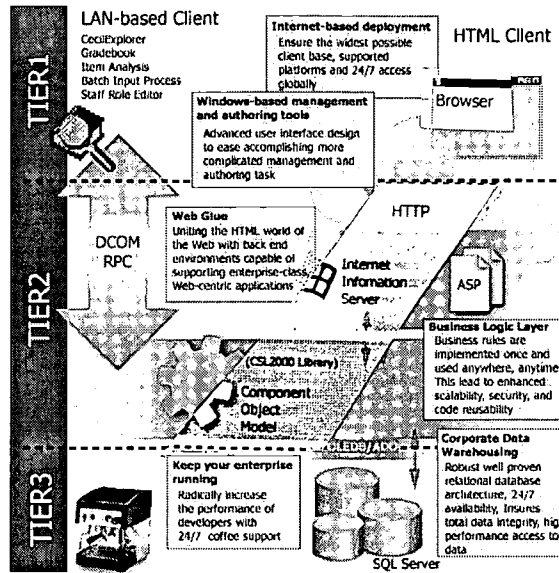 TIER1
LAN-based Client
CecilExplorer
Gradebook
Item Analysis
Batch Input Process
Staff Role Editor
Internet-based deployment
Ensure the widest possible
client base, supported
platforms and 24/7 access
globally
HTML Client
Browser
Windows-based management
and authoring tools
Advanced user interface design
to ease accomplishing more
complicated management and
authoring task
TIER2
DCOM
RPC
Web Glue
Uniting the HTML world of
the Web with back end
environments capable of
supporting enterprise-class
Web-centric applications
HTTP
Internet
Information
Server
ASP
Business Logic Layer
Business rules are
implemented once and
used anywhere, anytime
This lead to enhanced
scalability, security, and
code reusability
(CSL2000 Library)
Component
Object
Model
OLEDB/ADO
TIER3
Keep your enterprise
running
Radically increase
the performance of
developers with
24/7 coffee support
SQL Server
Corporate Data
Warehousing
Robust well proven
relational database
architecture, 24/7
availability, Insures
total data integrity, hig
performance access to
data